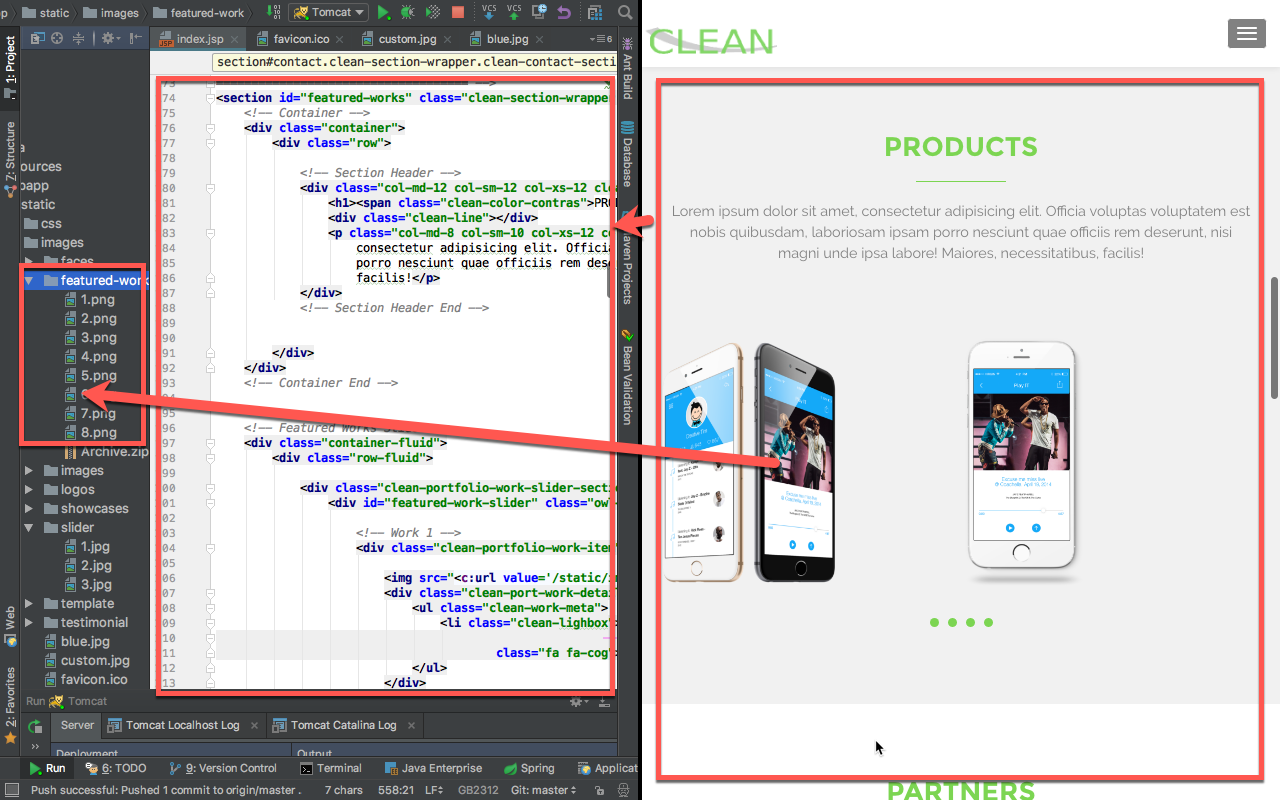 static
images
featured-work
Tomcat
index.jsp
favicon.ico
custom.jpg
blue.jpg
6
1: Project
Z: Structure
Web
2: Favorites
section#contact.clean-section-wrapper.clean-contact-secti
ources
static
css
images
faces
featured-work
1.png
2.png
3.png
4.png
5.png
7.png
8.png
Archive.zip
images
logos
showcases
slider
1.jpg
2.jpg
3.jpg
template
testimonial
blue.jpg
custom.jpg
favicon.ico
74 <section id="featured-works" class="clean-section-wrapper
75 <!-- Container -->
76 <div class="container">
77 <div class="row">
78
79 <!-- Section Header -->
80 <div class="col-md-12 col-sm-12 col-xs-12 cle
81 <h1><span class="clean-color-contras">PRO
82 <div class="clean-line"></div>
83 <p class="col-md-8 col-sm-10 col-xs-12 c
84 consectetur adipisicing elit. Officia
85 porro nesciunt quae officiis rem dese
86 facilis!</p>
87 </div>
88 <!-- Section Header End -->
89
90
91 </div>
92 </div>
93 <!-- Container End -->
95
96 <!-- Featured Works
97 <div class="container-fluid">
98 <div class="row-fluid">
99
00 <div class="clean-portfolio-work-slider-secti
01 <div id="featured-work-slider" class="ow
02
03 <!-- Work 1 -->
04 <div class="clean-portfolio-work-item
05
06 <img src="<c:url value='/static/i
07 <div class="clean-port-work-detai
08 <ul class="clean-work-meta">
09 <li class="clean-lighbox"
10
11 class="fa fa-cog"
12 </ul>
13 </div>
Ant Build
Database
Maven Projects
Bean Validation
Run Tomcat
Server
Tomcat Localhost Log
Tomcat Catalina Log
Deployment
Output
Run
6: TODO
9: Version Control
Terminal
Java Enterprise
Spring
Applicat
Push successful: Pushed 1 commit to origin/master .
7 chars
558:21
LF
GB2312
Git: master
CLEAN
PRODUCTS
Lorem ipsum dolor sit amet, consectetur adipisicing elit. Officia voluptas voluptatem est
nobis quibusdam, laboriosam ipsam porro nesciunt quae officiis rem deserunt, nisi
magni unde ipsa labore! Maiores, necessitatibus, facilis!
Play IT
PARTNERS